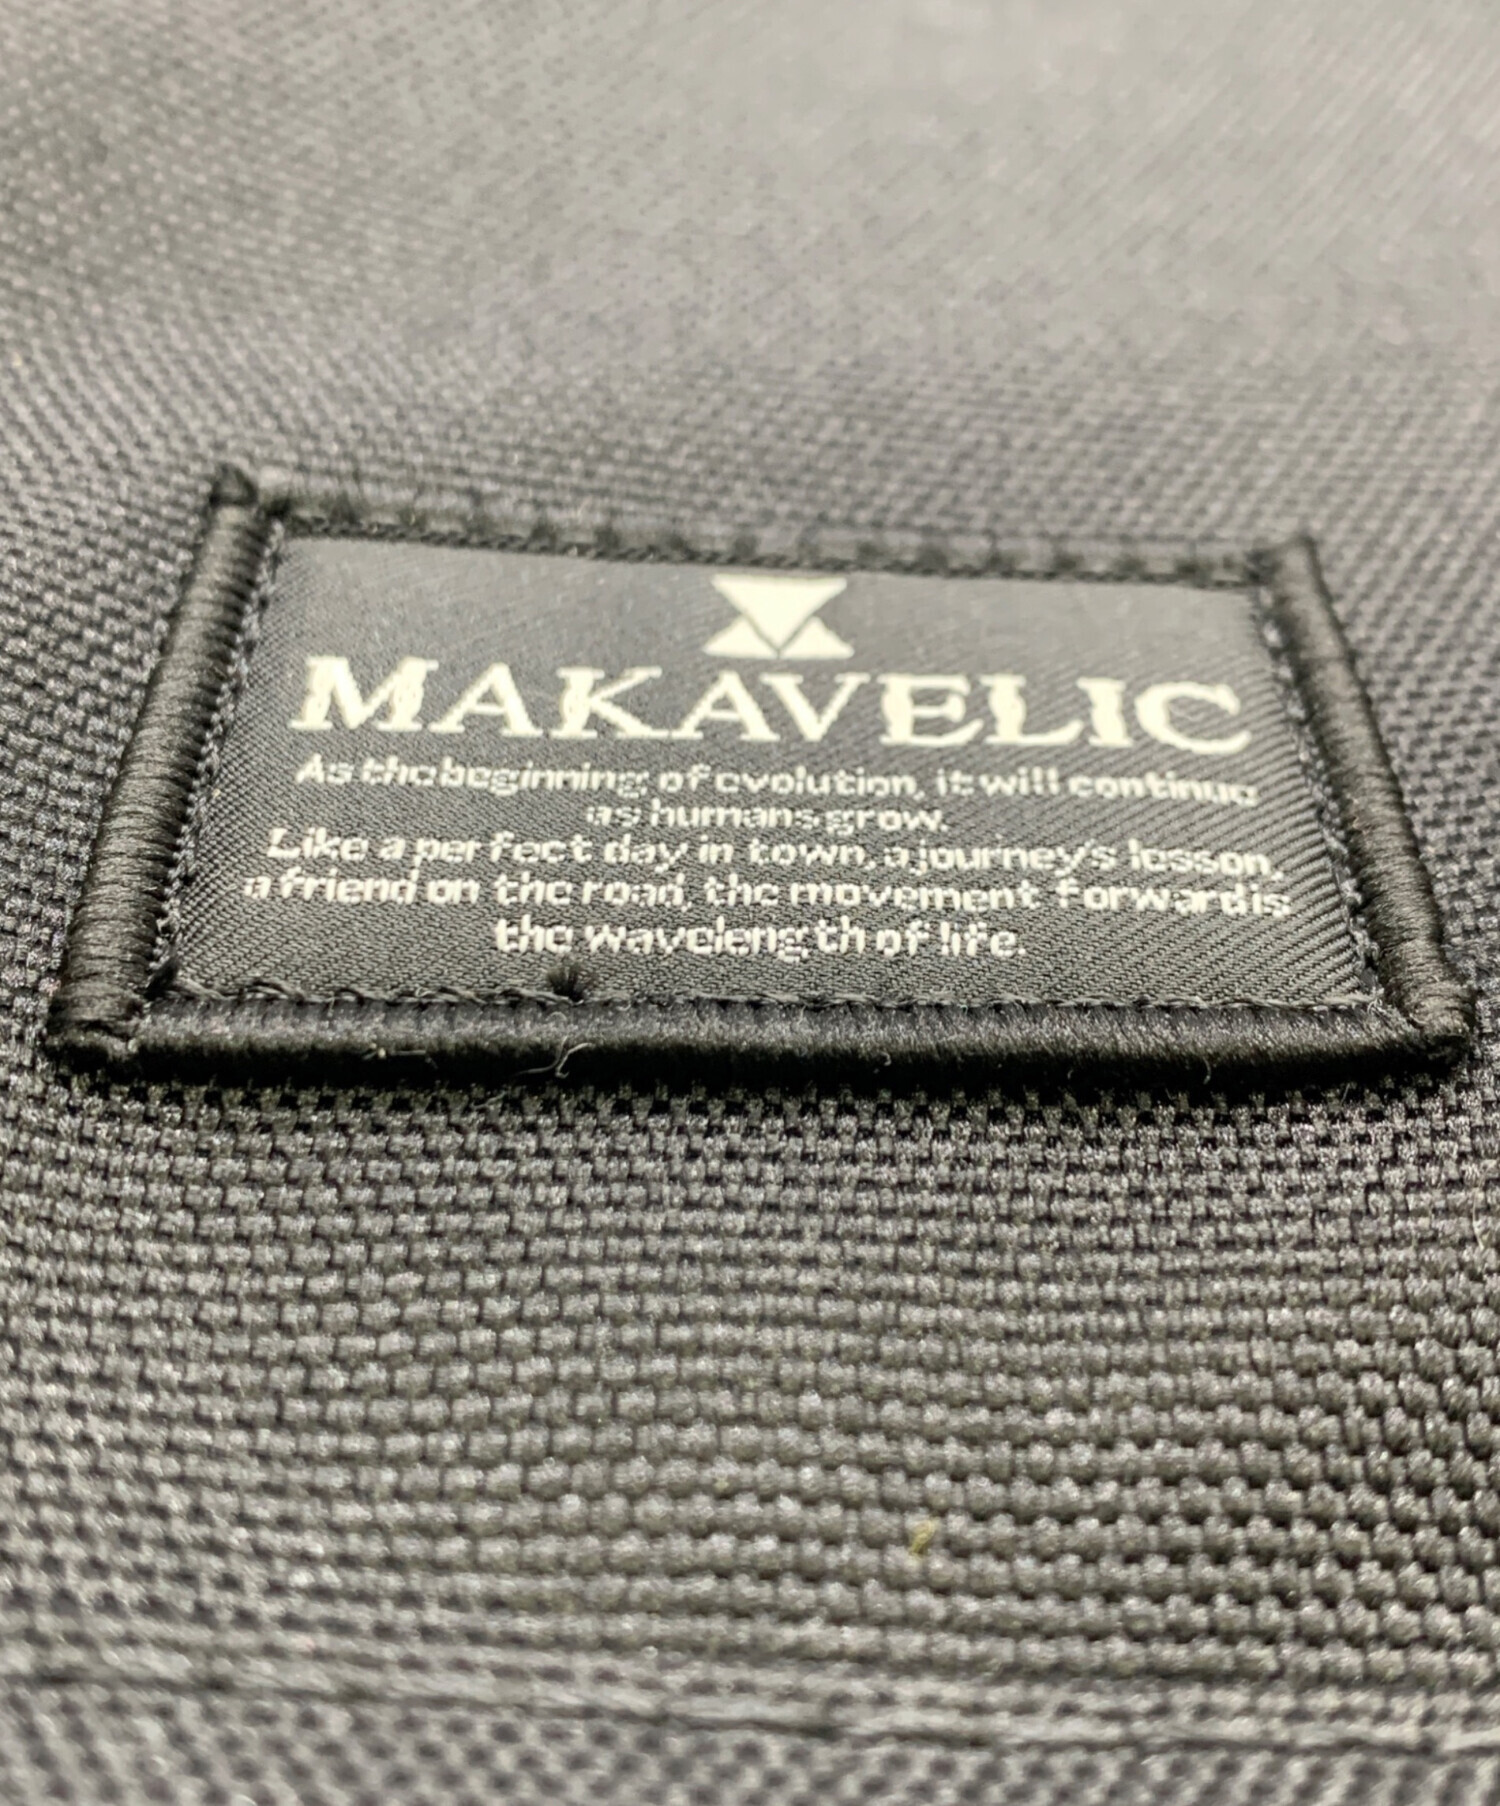 MAKAVELIC
As the beginning of evolution, it will continue
as humans grow.
Like a perfect day in town, a journey's lesson,
a friend on the road, the movement forward is
the wavelength of life.